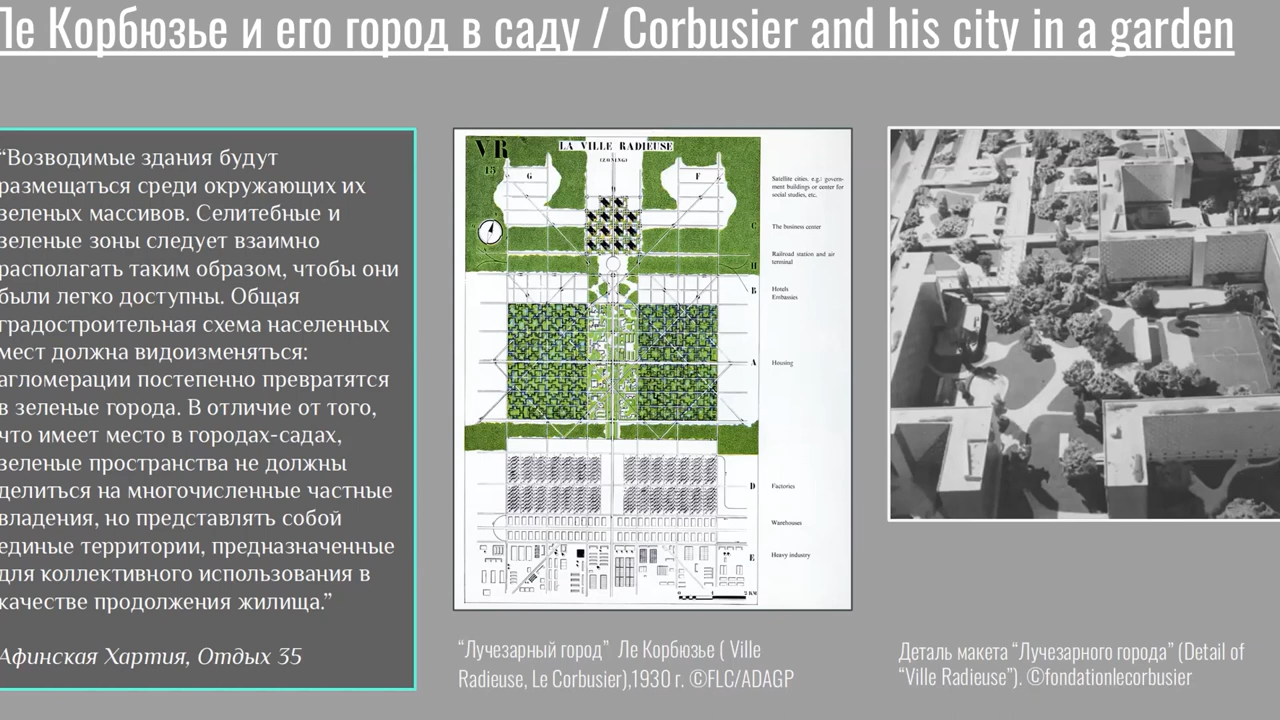 Ле Корбюзье и его город в саду / Corbusier and his city in a garden
“Возводимые здания будут
размещаться среди окружающих их
зеленых массивов. Селитебные и
зеленые зоны следует взаимно
располагать таким образом, чтобы они
были легко доступны. Общая
градостроительная схема населенных
мест должна видоизменяться:
агломерации постепенно превратятся
в зеленые города. В отличие от того,
что имеет место в городах-садах,
зеленые пространства не должны
делиться на многочисленные частные
владения, но представлять собой
единые территории, предназначенные
для коллективного использования в
качестве продолжения жилища.”
Афинская Хартия, Отдых 35
VR
15
LA VILLE RADIEUSE
(ZONING)
G
F
Satellite cities. e.g.: govern-
ment buildings or center for
social studies, etc.
C
The business center
H
Railroad station and air
terminal
B
Hotels
Embassies
A
Housing
D
Factories
Warehouses
E
Heavy industry
“Лучезарный город” Ле Корбюзье ( Ville
Radieuse, Le Corbusier),1930 г. ©FLC/ADAGP
Деталь макета “Лучезарного города” (Detail of
“Ville Radieuse”). ©fondationlecorbusier